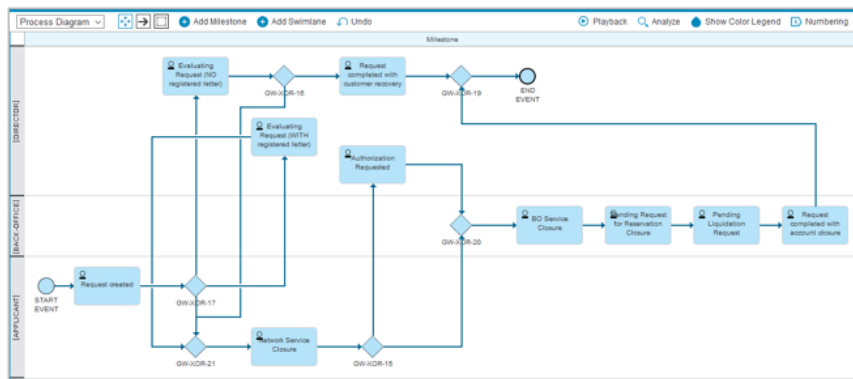 Process Diagram
Add Milestone
Add Swimlane
Undo
Playback
Analyze
Show Color Legend
Numbering
Milestone
[DIRECTOR]
Evaluating
Request (NO
registered letter)
GW-XOR-16
Request
completed with
customer recovery
GW-XOR-19
END
EVENT
Evaluating
Request (WITH
registered letter)
Authorization
Requested
[BACK-OFFICE]
GW-XOR-20
BO Service
Closure
Pending Request
for Reservation
Closure
Pending
Liquidation
Request
Request
completed with
account closure
[APPLICANT]
START
EVENT
Request created
GW-XOR-17
GW-XOR-21
Network Service
Closure
GW-XOR-15